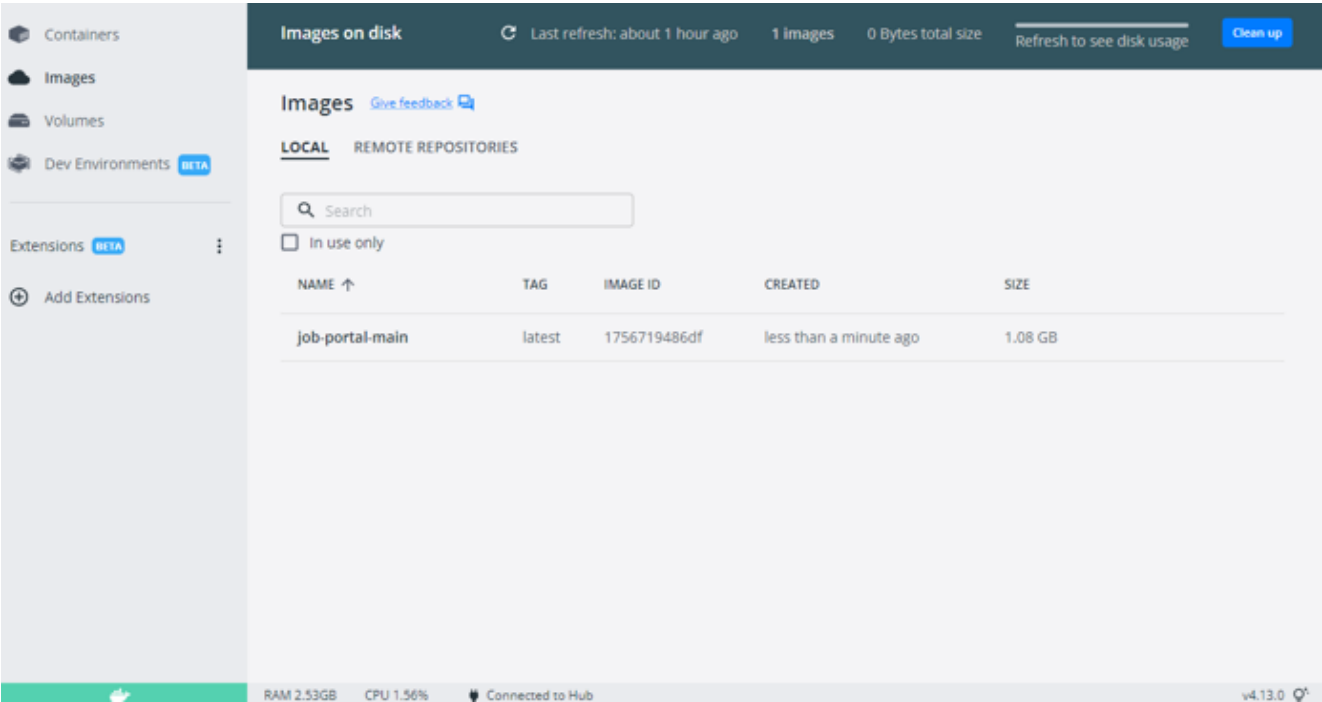 Containers
Images
Volumes
Dev Environments BETA
Extensions BETA
Add Extensions
Images on disk Last refresh: about 1 hour ago 1 images 0 Bytes total size Refresh to see disk usage Clean up
Images Give feedback
LOCAL REMOTE REPOSITORIES
Search
In use only
NAME TAG IMAGE ID CREATED SIZE
job-portal-main latest 1756719486df less than a minute ago 1.08 GB
RAM 2.53GB CPU 1.56% Connected to Hub v4.13.0